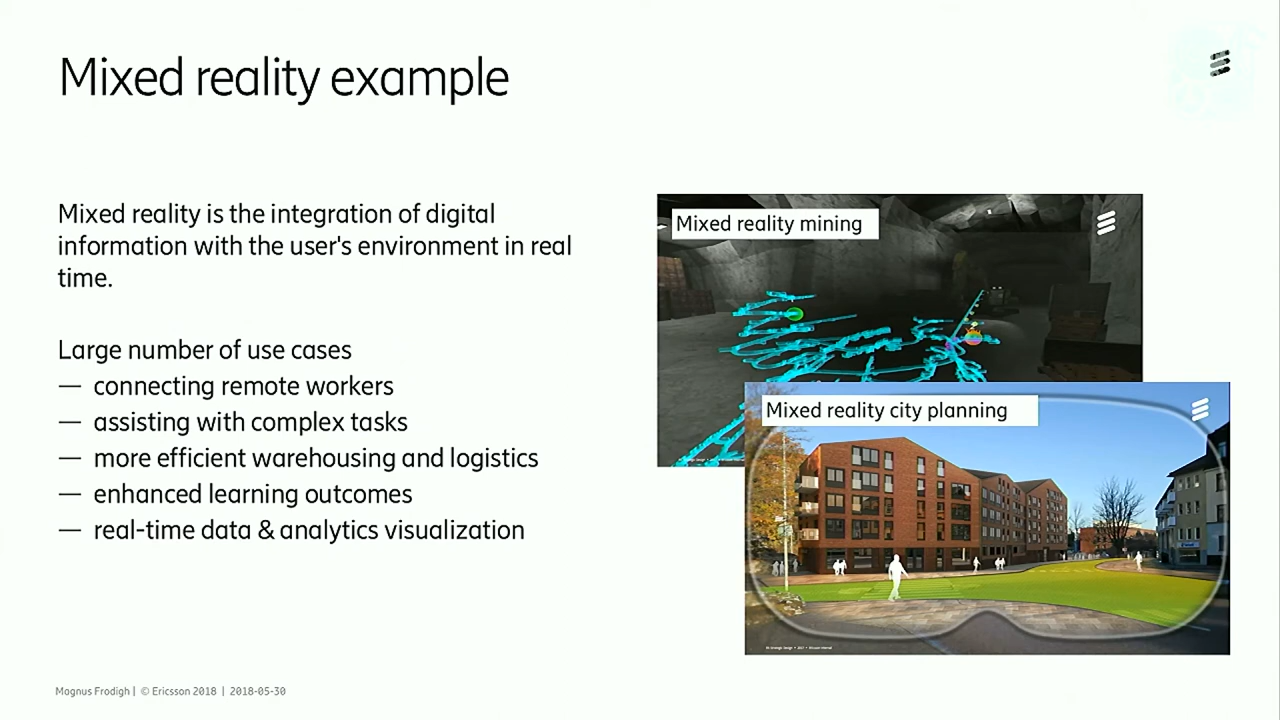 Mixed reality example
Mixed reality is the integration of digital
information with the user's environment in real
time.
Large number of use cases
— connecting remote workers
— assisting with complex tasks
— more efficient warehousing and logistics
— enhanced learning outcomes
— real-time data & analytics visualization
Mixed reality mining
Mixed reality city planning
Magnus Frodigh | © Ericsson 2018 | 2018-05-30